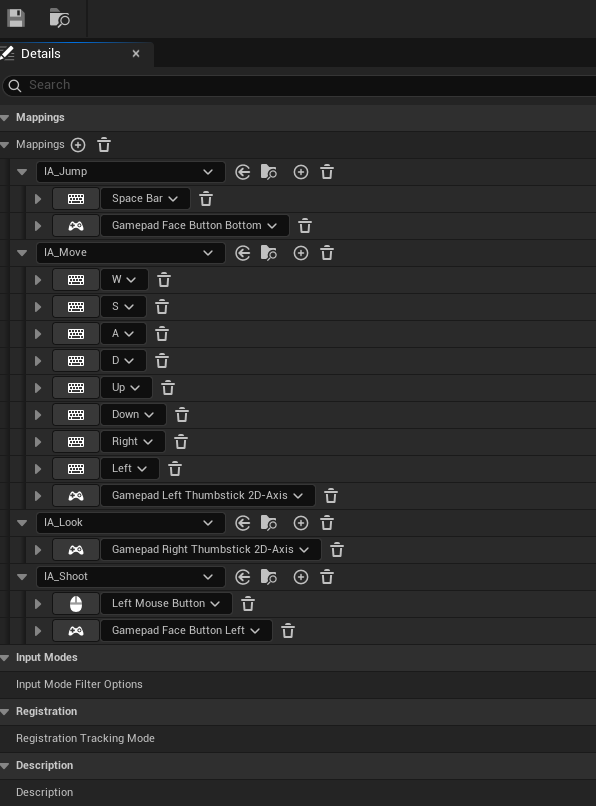 Details
Search
Mappings
Mappings
IA_Jump
Space Bar
Gamepad Face Button Bottom
IA_Move
W
S
A
D
Up
Down
Right
Left
Gamepad Left Thumbstick 2D-Axis
IA_Look
Gamepad Right Thumbstick 2D-Axis
IA_Shoot
Left Mouse Button
Gamepad Face Button Left
Input Modes
Input Mode Filter Options
Registration
Registration Tracking Mode
Description
Description